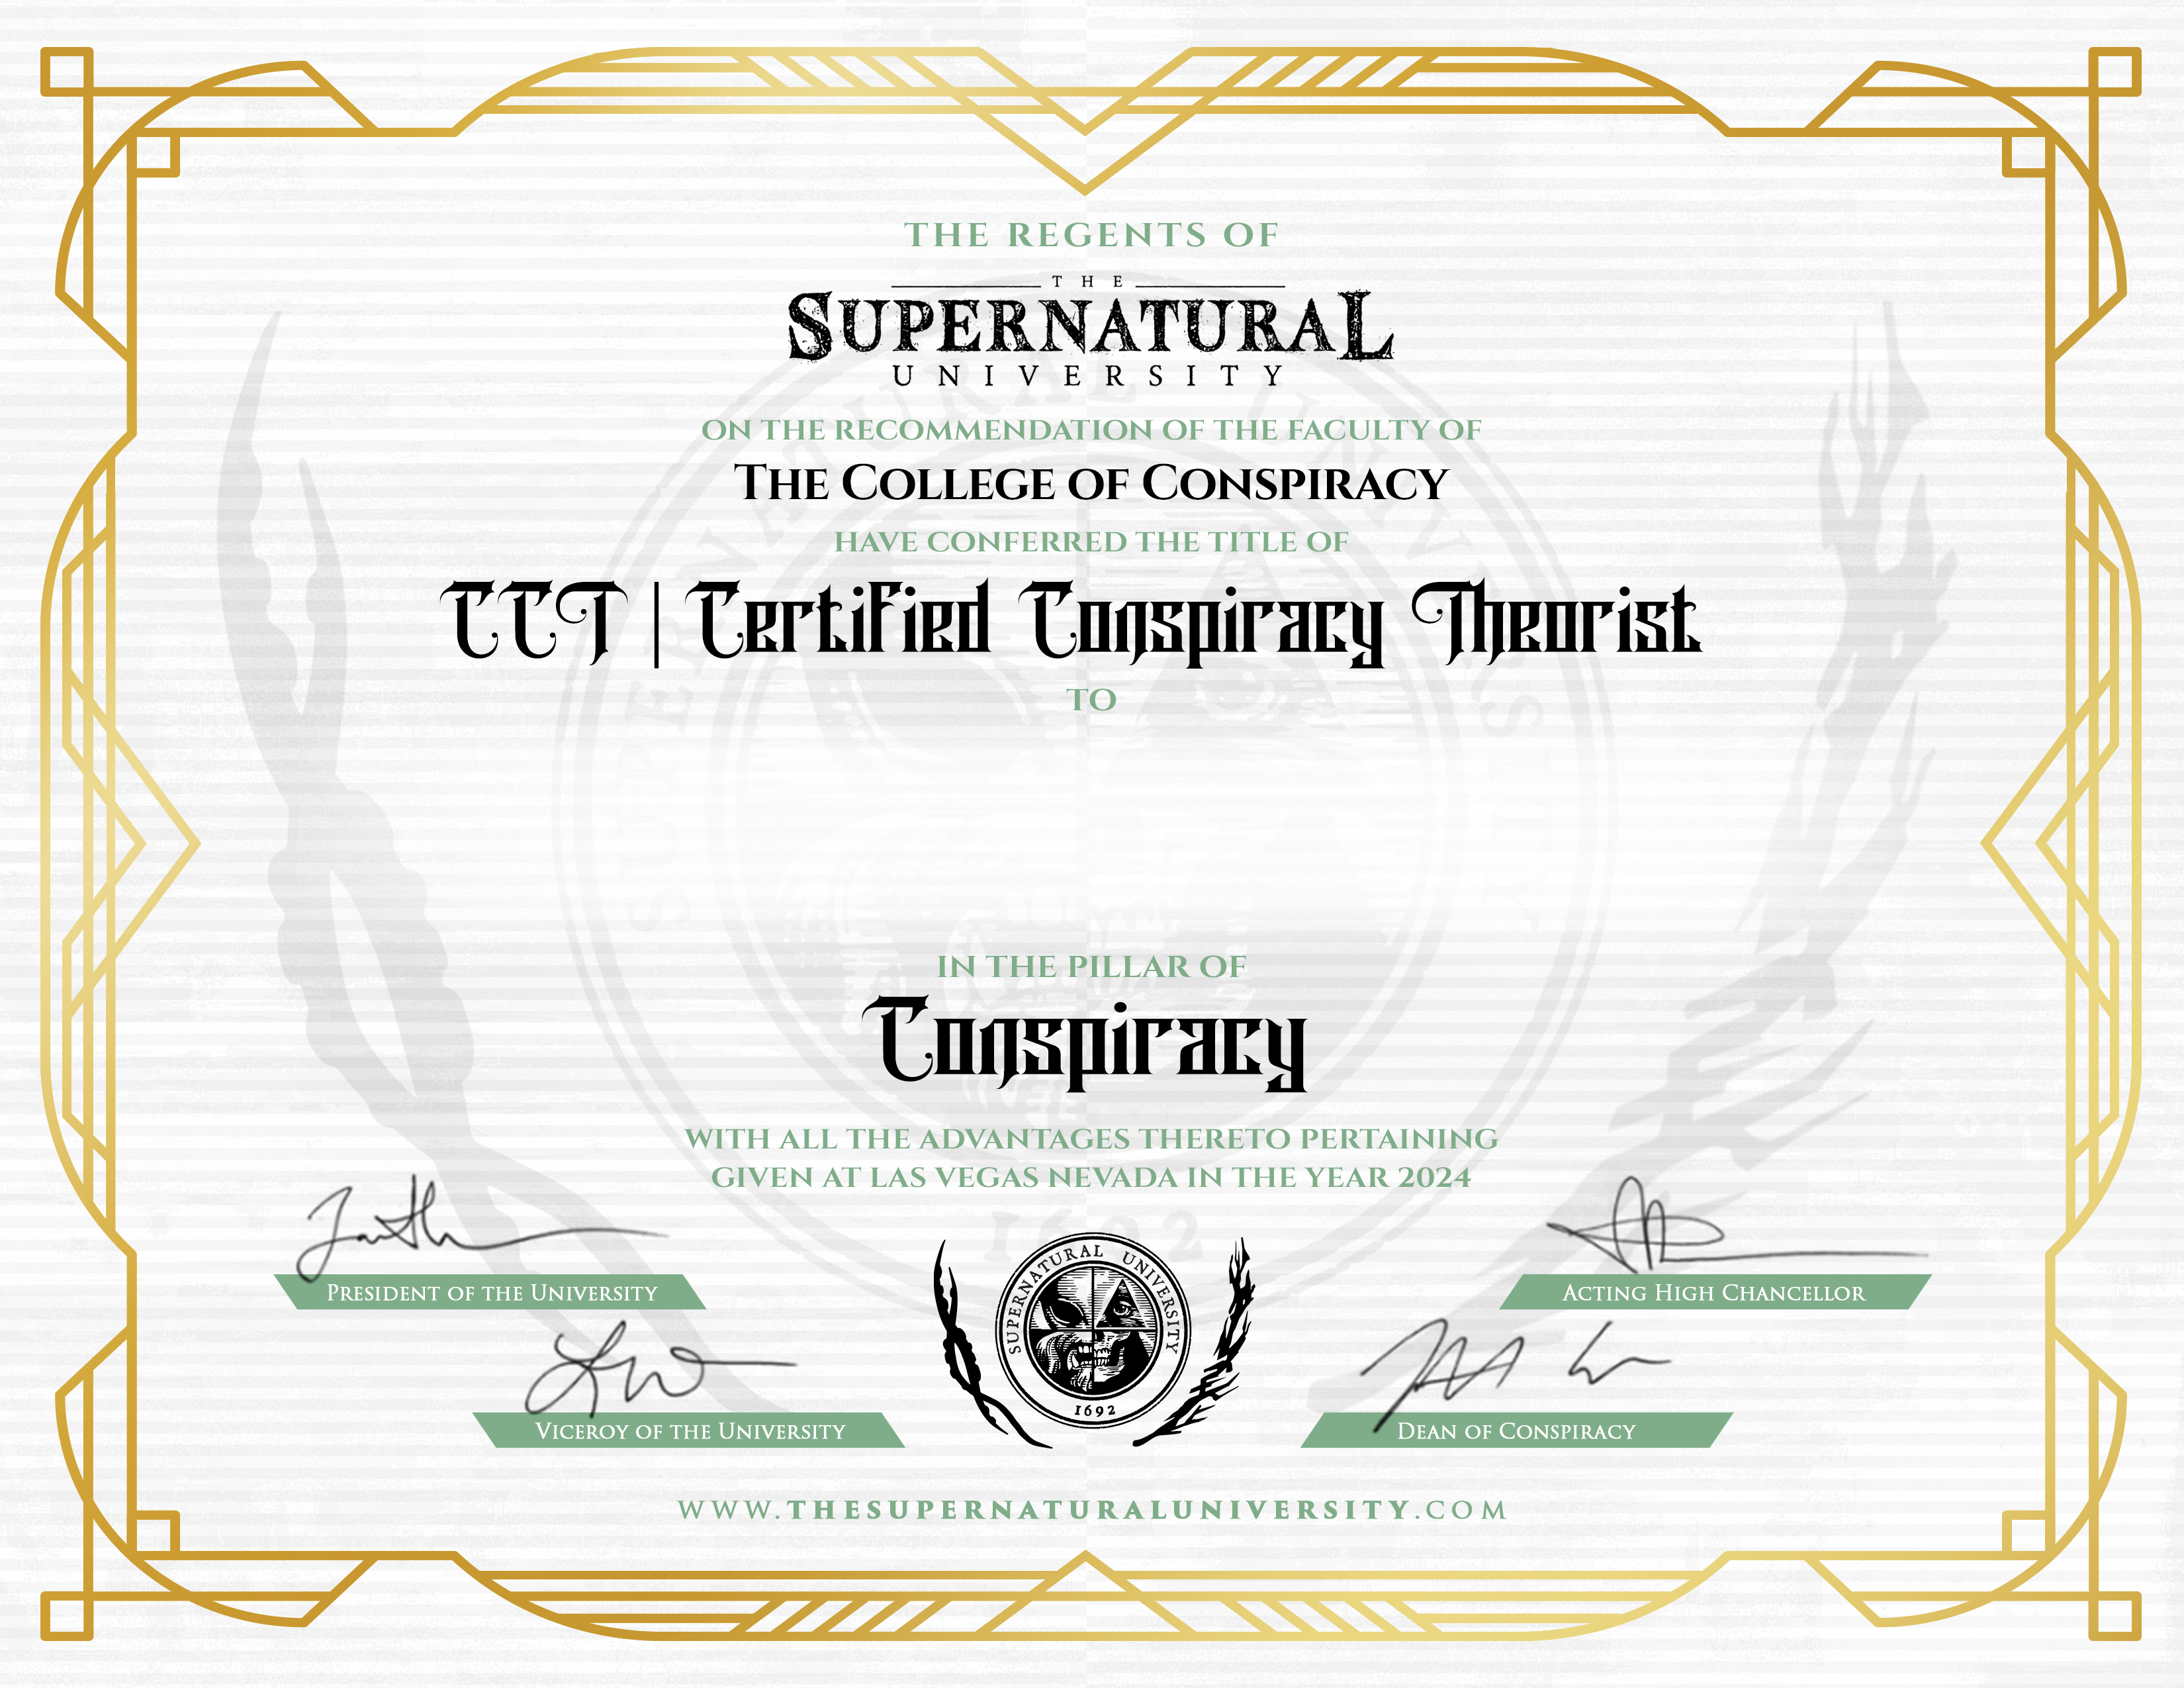 THE REGENTS OF
THE
SUPERNATURAL
UNIVERSITY
ON THE RECOMMENDATION OF THE FACULTY OF
THE COLLEGE OF CONSPIRACY
HAVE CONFERRED THE TITLE OF
CCT | Certified Conspiracy Theorist
TO
IN THE PILLAR OF
Conspiracy
WITH ALL THE ADVANTAGES THERETO PERTAINING
GIVEN AT LAS VEGAS NEVADA IN THE YEAR 2024
PRESIDENT OF THE UNIVERSITY
ACTING HIGH CHANCELLOR
VICEROY OF THE UNIVERSITY
DEAN OF CONSPIRACY
SUPERNATURAL UNIVERSITY
1692
WWW.THESUPERNATURALUNIVERSITY.COM
SUPERNATURAL UNIVERSITY
1692